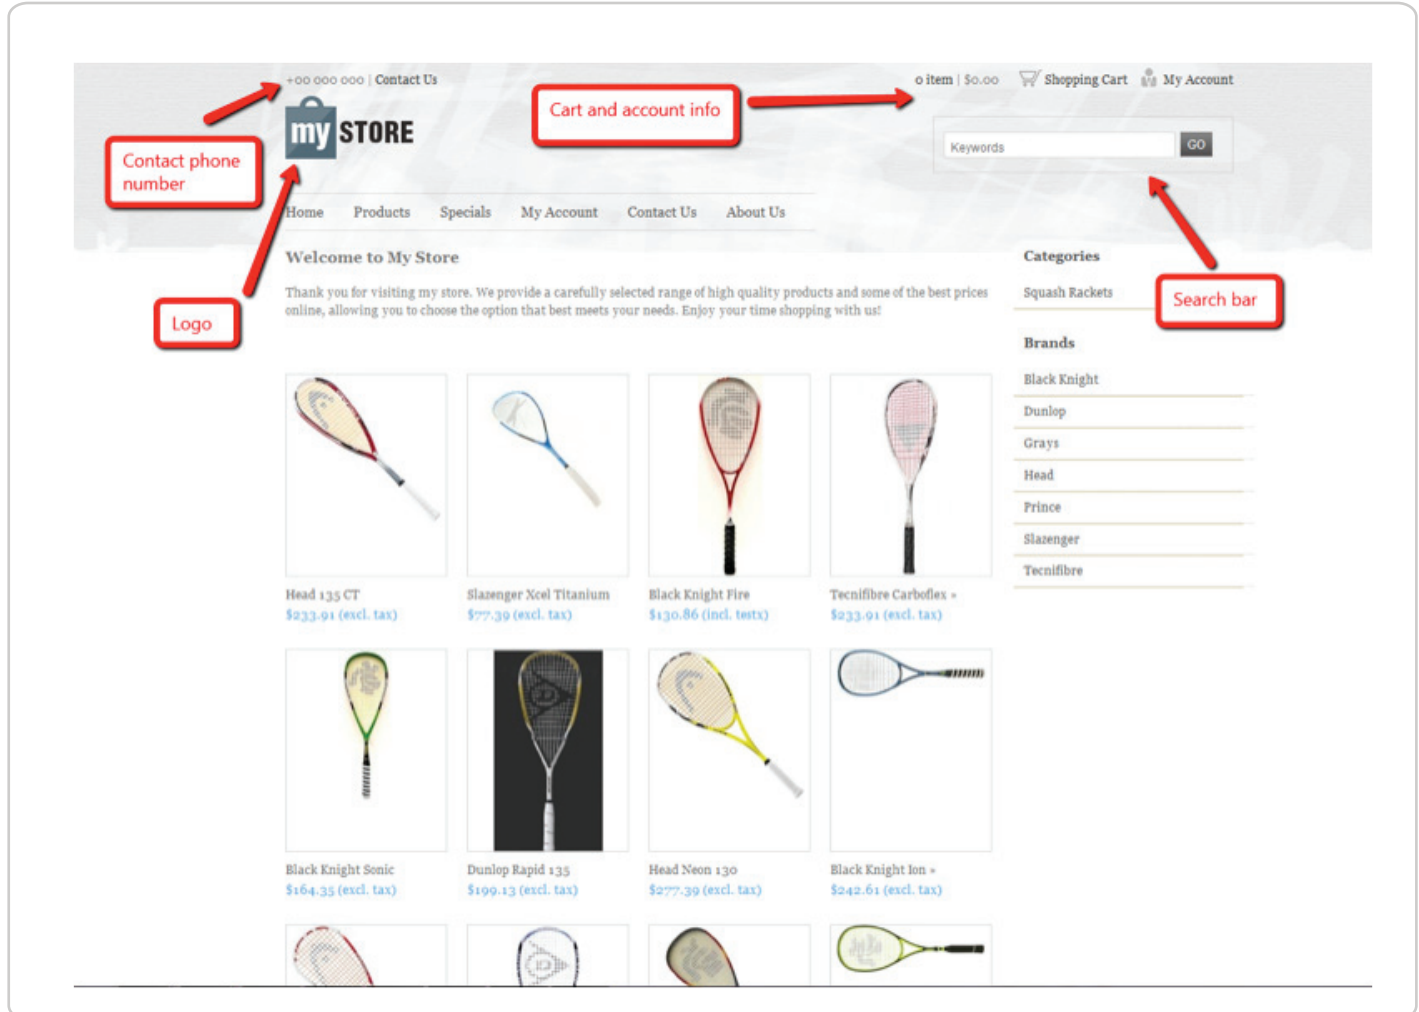 +00 000 000 | Contact Us
0 item | $0.00 Shopping Cart My Account
Cart and account info
my STORE
Keywords GO
Contact phone
number
Home Products Specials My Account Contact Us About Us
Welcome to My Store
Thank you for visiting my store. We provide a carefully selected range of high quality products and some of the best prices
online, allowing you to choose the option that best meets your needs. Enjoy your time shopping with us!
Logo
Categories
Squash Rackets
Search bar
Brands
Black Knight
Dunlop
Grays
Head
Prince
Slazenger
Tecnifibre
Head 135 CT
$233.91 (excl. tax)
Slazenger Xcel Titanium
$77.39 (excl. tax)
Black Knight Fire
$130.86 (incl. testx)
Tecnifibre Carboflex »
$233.91 (excl. tax)
Black Knight Sonic
$164.35 (excl. tax)
Dunlop Rapid 135
$199.13 (excl. tax)
Head Neon 130
$277.39 (excl. tax)
Black Knight Ion »
$242.61 (excl. tax)